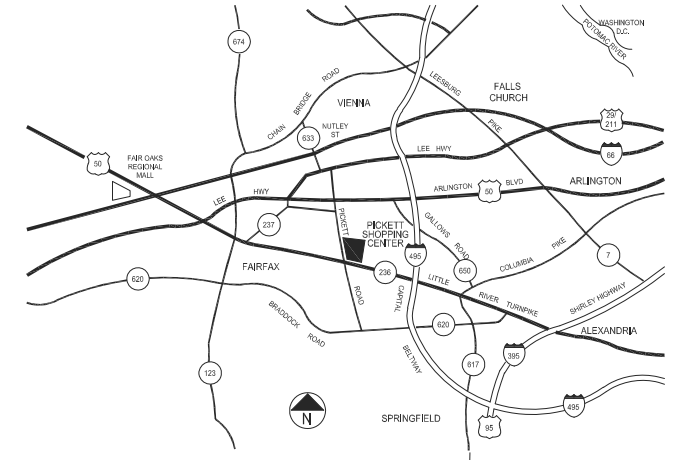 WASHINGTON
D.C.
POTOMAC RIVER
674
LEESBURG
PIKE
CHAIN BRIDGE ROAD
VIENNA
FALLS
CHURCH
29/
211
633
NUTLEY
ST
LEE HWY
66
50
FAIR OAKS
REGIONAL
MALL
ARLINGTON BLVD
50
ARLINGTON
LEE HWY
237
PICKETT
ROAD
PICKETT
SHOPPING
CENTER
GALLOWS
ROAD
495
650
COLUMBIA PIKE
7
FAIRFAX
236
LITTLE
RIVER TURNPIKE
CAPITAL
BELTWAY
SHIRLEY HIGHWAY
620
BRADDOCK
ROAD
620
ALEXANDRIA
395
617
123
N
SPRINGFIELD
95
495